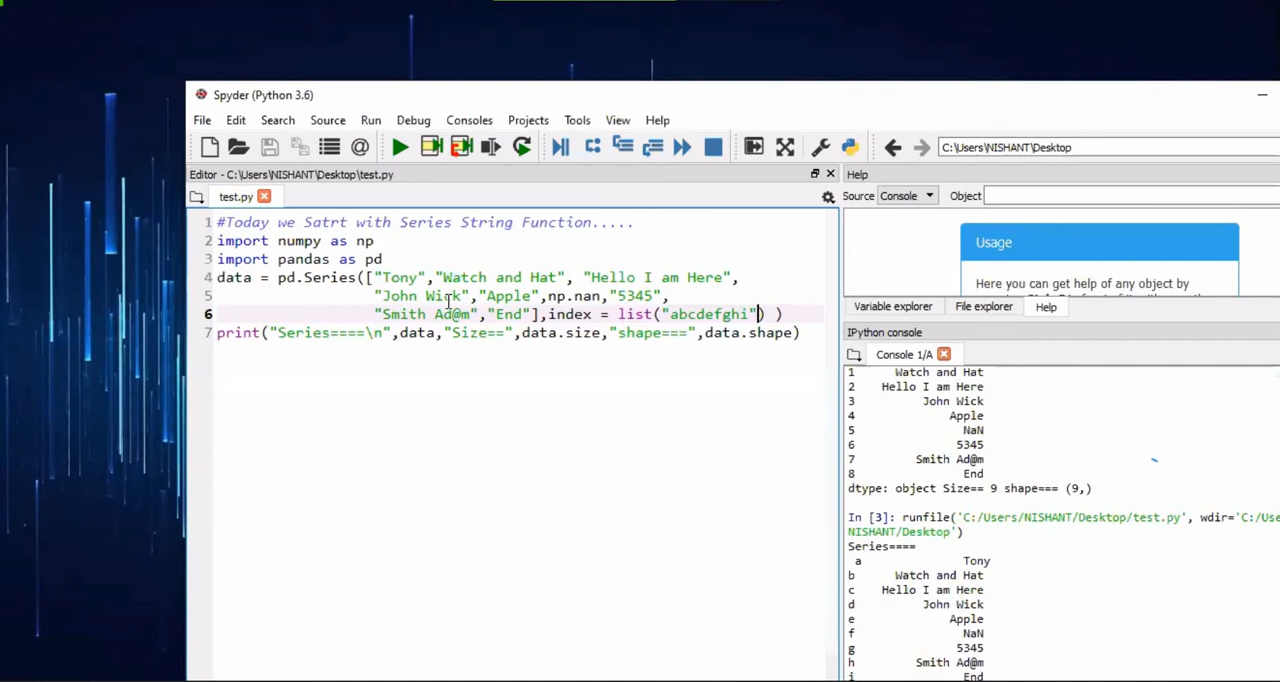 Spyder (Python 3.6)
File Edit Search Source Run Debug Consoles Projects Tools View Help
C:\Users\NISHANT\Desktop
Editor - C:\Users\NISHANT\Desktop\test.py
Help
test.py
Source Console Object
1 #Today we Satrt with Series String Function.....
2 import numpy as np
3 import pandas as pd
4 data = pd.Series(["Tony","Watch and Hat", "Hello I am Here",
5 "John Wick","Apple",np.nan,"5345",
6 "Smith Ad@m","End"],index = list("abcdefghi") )
7 print("Series====\n",data,"Size==",data.size,"shape===",data.shape)
Usage
Here you can get help of any object by
Variable explorer File explorer Help
IPython console
Console 1/A
1 Watch and Hat
2 Hello I am Here
3 John Wick
4 Apple
5 NaN
6 5345
7 Smith Ad@m
8 End
dtype: object Size== 9 shape=== (9,)
In [3]: runfile('C:/Users/NISHANT/Desktop/test.py', wdir='C:/Use
NISHANT/Desktop')
Series====
a Tony
b Watch and Hat
c Hello I am Here
d John Wick
e Apple
f NaN
g 5345
h Smith Ad@m
i End